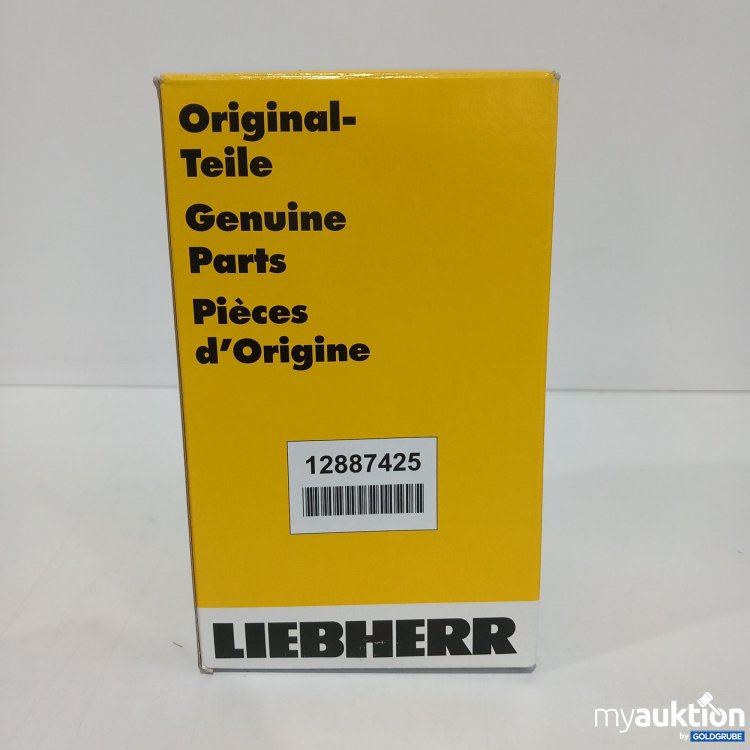 Original-
Teile
Genuine
Parts
Pièces
d'Origine
12887425
LIEBHERR
myauktion
by GOLDGRUBE